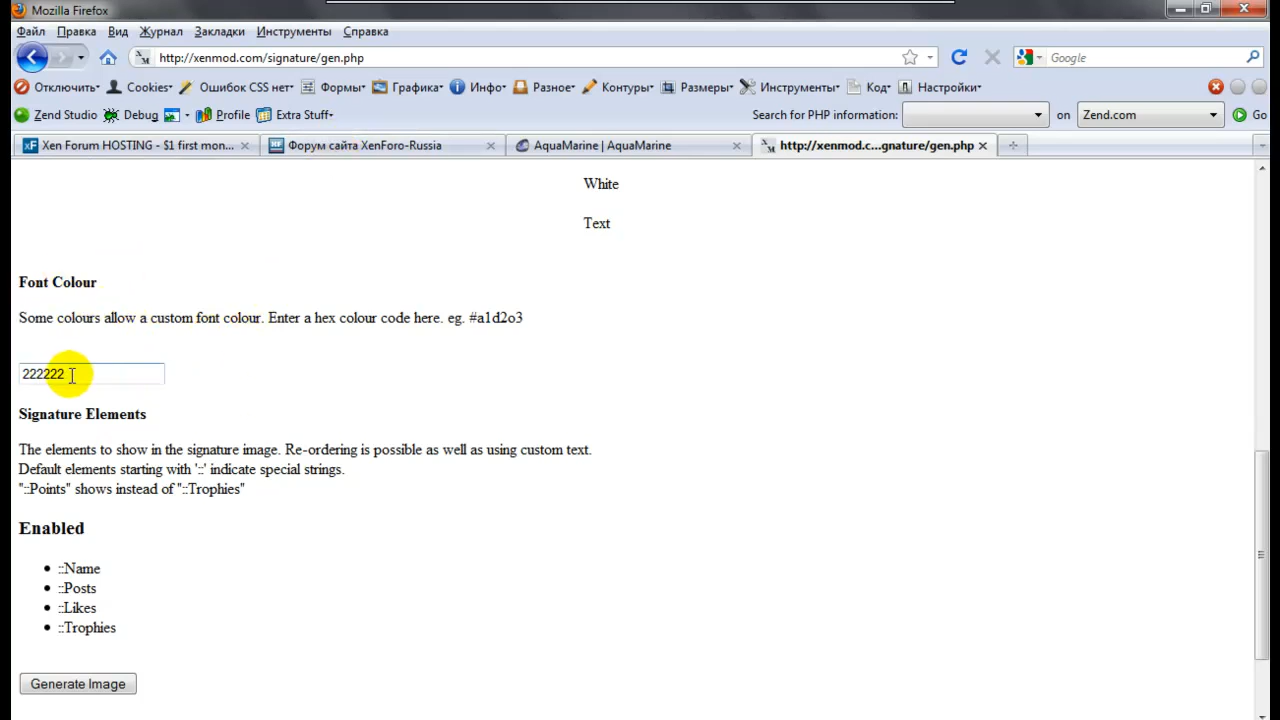 Mozilla Firefox
Файл Правка Вид Журнал Закладки Инструменты Справка
http://xenmod.com/signature/gen.php Google
Отключить Cookies Ошибок CSS нет Формы Графика Инфо Разное Контуры Размеры Инструменты Код Настройки
Zend Studio Debug Profile Extra Stuff Search for PHP information: on Zend.com Go
Xen Forum HOSTING - $1 first mon... Форум сайта XenForo-Russia AquaMarine | AquaMarine http://xenmod.c...gnature/gen.php
White
Text
Font Colour
Some colours allow a custom font colour. Enter a hex colour code here. eg. #a1d2o3
222222
Signature Elements
The elements to show in the signature image. Re-ordering is possible as well as using custom text.
Default elements starting with '::' indicate special strings.
"::Points" shows instead of "::Trophies"
Enabled
::Name
::Posts
::Likes
::Trophies
Generate Image